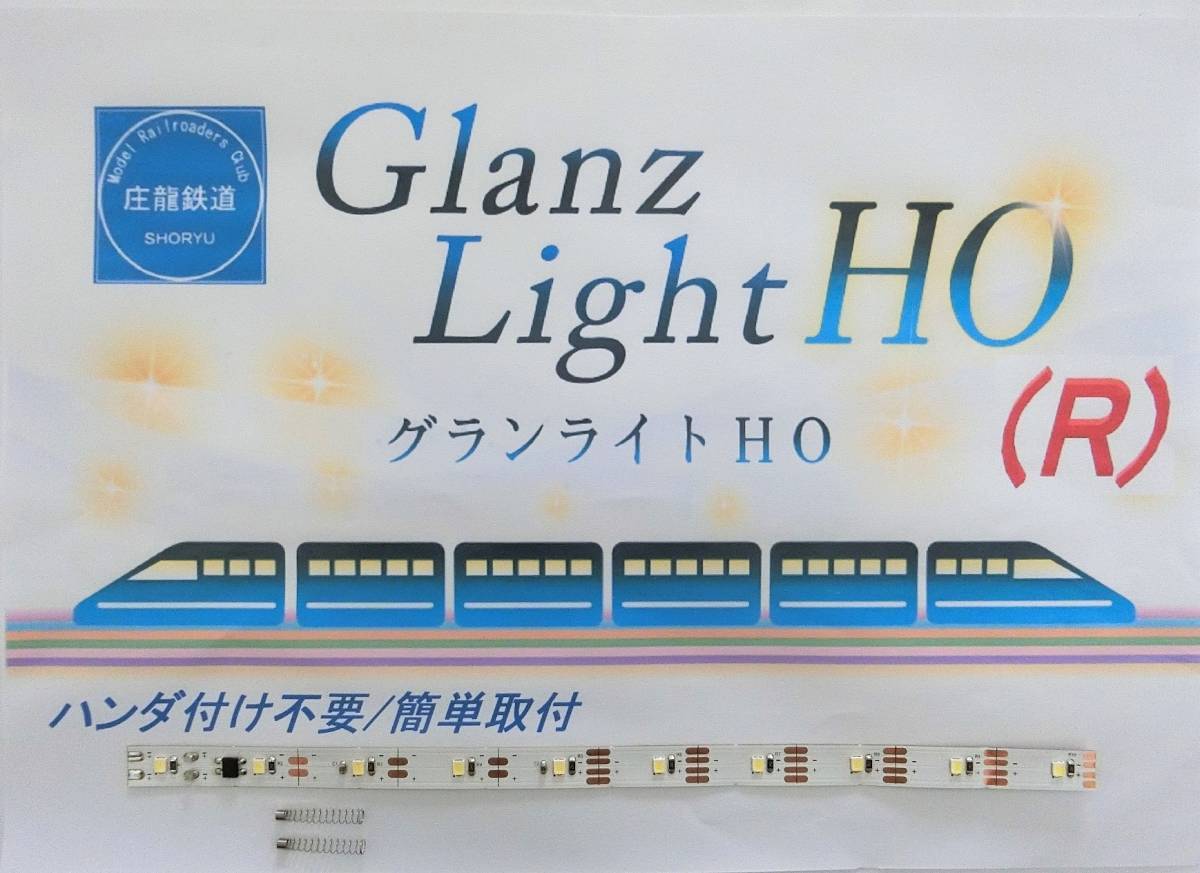 Model Railroaders Club
庄龍鉄道
SHORYU
Glanz
Light HO
(R)
グランライトHO
ハンダ付け不要/簡単取付